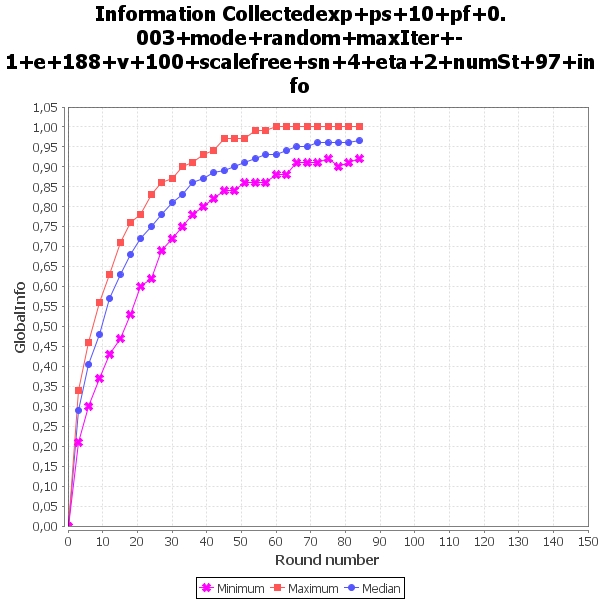 Information Collectedexp+ps+10+pf+0.
003+mode+random+maxIter+-
1+e+188+v+100+scalefree+sn+4+eta+2+numSt+97+in
fo
1,05
1,00
0,95
0,90
0,85
0,80
0,75
0,70
0,65
0,60
0,55
0,50
0,45
0,40
0,35
0,30
0,25
0,20
0,15
0,10
0,05
0,00
GlobalInfo
0 10 20 30 40 50 60 70 80 90 100 110 120 130 140 150
Round number
Minimum Maximum Median